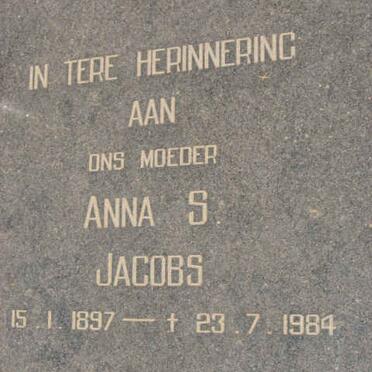 IN TERE HERINNERING
AAN
ONS MOEDER
ANNA S.
JACOBS
15.1.1897 — † 23.7.1984